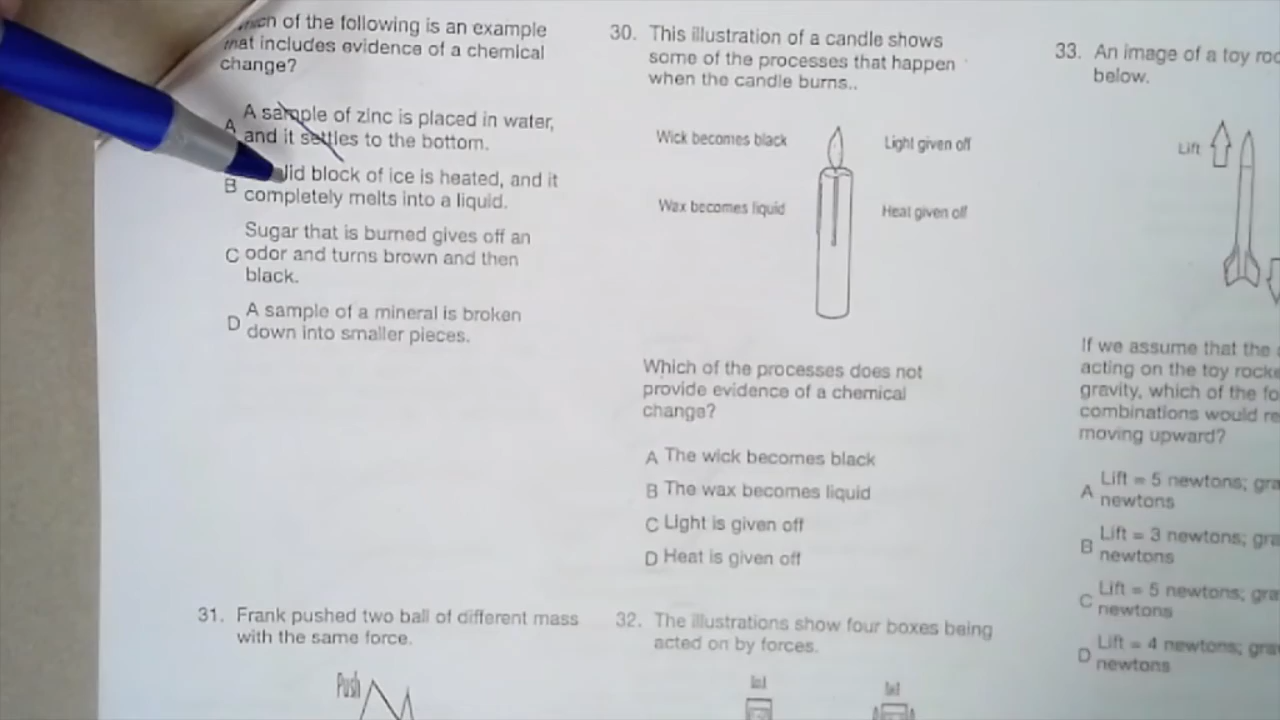 of the following is an example
that includes evidence of a chemical
change?
A A sample of zinc is placed in water,
and it settles to the bottom.
B block of ice is heated, and it
completely melts into a liquid.
C Sugar that is burned gives off an
odor and turns brown and then
black.
D A sample of a mineral is broken
down into smaller pieces.
30. This illustration of a candle shows
some of the processes that happen
when the candle burns..
Wick becomes black
Light given off
Wax becomes liquid
Heat given off
Which of the processes does not
provide evidence of a chemical
change?
A The wick becomes black
B The wax becomes liquid
C Light is given off
D Heat is given off
31. Frank pushed two ball of different mass
with the same force.
Push
32. The illustrations show four boxes being
acted on by forces.
33. An image of a toy
below.
Lift
If we assume that the
acting on the toy
gravity, which of the
combinations would
moving upward?
A Lift = 5 newtons;
newtons
B Lift = 3 newtons;
newtons
C Lift = 5 newtons;
newtons
D Lift = 4 newtons;
newtons